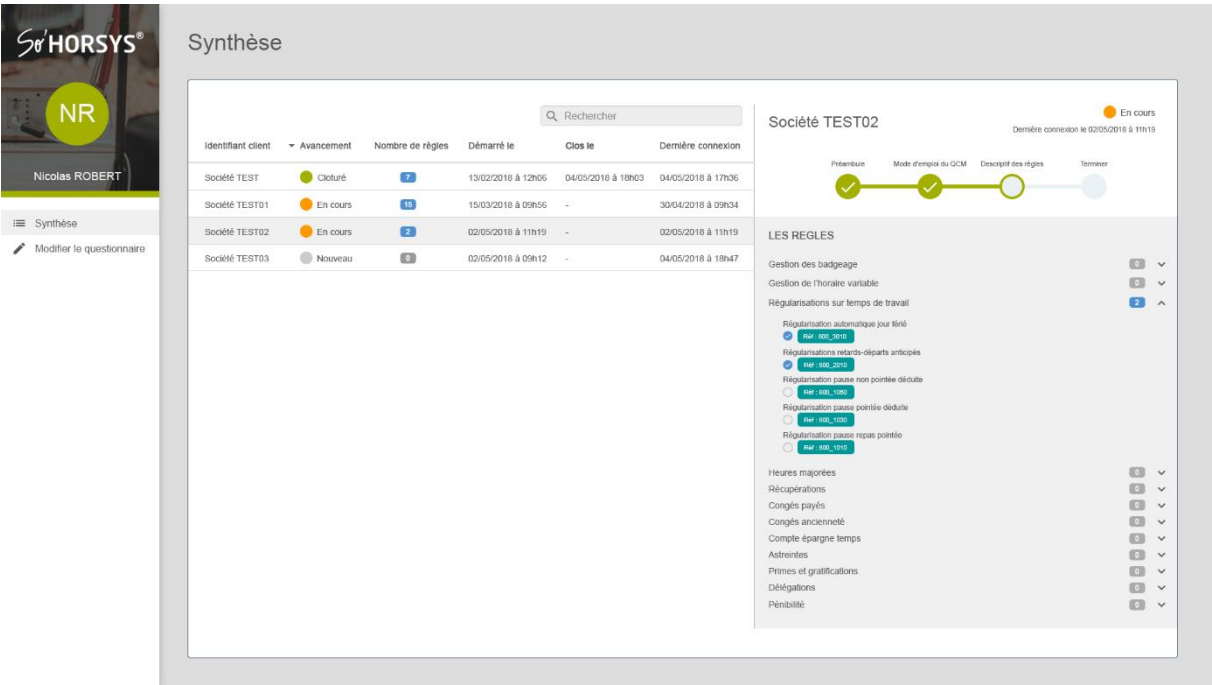 So'HORSYS®
NR
Nicolas ROBERT
Synthèse
Modifier le questionnaire
Synthèse
Rechercher
Identifiant client Avancement Nombre de règles Démarré le Clos le Dernière connexion
Société TEST Cloturé 7 13/02/2018 à 12h06 04/05/2018 à 18h03 04/05/2018 à 17h36
Société TEST01 En cours 15 15/03/2018 à 09h56 - 30/04/2018 à 09h34
Société TEST02 En cours 2 02/05/2018 à 11h19 - 02/05/2018 à 11h19
Société TEST03 Nouveau 0 02/05/2018 à 09h12 - 04/05/2018 à 18h47
Société TEST02
En cours
Dernière connexion le 02/05/2018 à 11h19
Préambule Mode d'emploi du QCM Descriptif des règles Terminer
LES REGLES
Gestion des badgeage 0
Gestion de l'horaire variable 0
Régularisations sur temps de travail 2
Régularisation automatique jour férié
Réf : 800_3010
Régularisations retards-départs anticipés
Réf : 800_2010
Régularisation pause non pointée déduite
Réf : 800_1050
Régularisation pause pointée déduite
Réf : 800_1030
Régularisation pause repas pointée
Réf : 800_1010
Heures majorées 0
Récupérations 0
Congés payés 0
Congés ancienneté 0
Compte épargne temps 0
Astreintes 0
Primes et gratifications 0
Délégations 0
Pénibilité 0